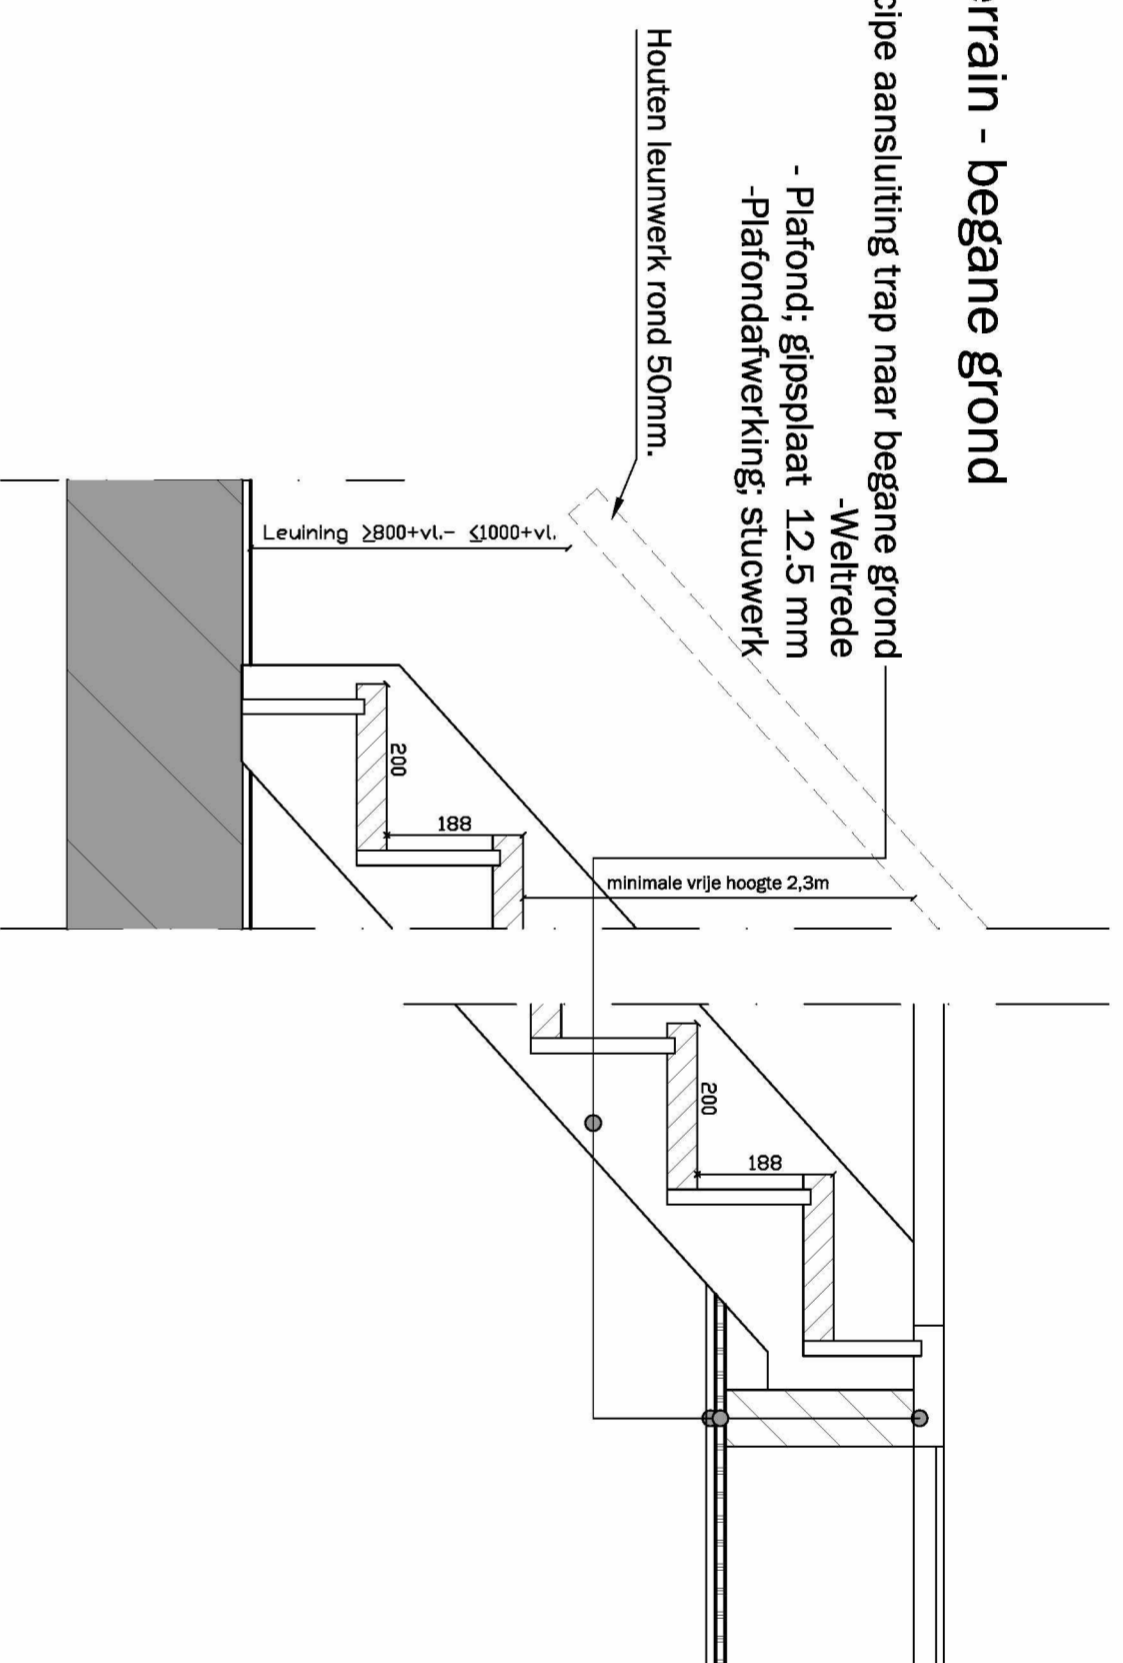 rrain - begane grond
cipe aansluiting trap naar begane grond
-Weltrede
- Plafond; gipsplaat 12.5 mm
-Plafondafwerking; stucwerk
Houten leunwerk rond 50mm.
Leuining ≥800+vl.- ≤1000+vl.
200
188
minimale vrije hoogte 2,3m
200
188